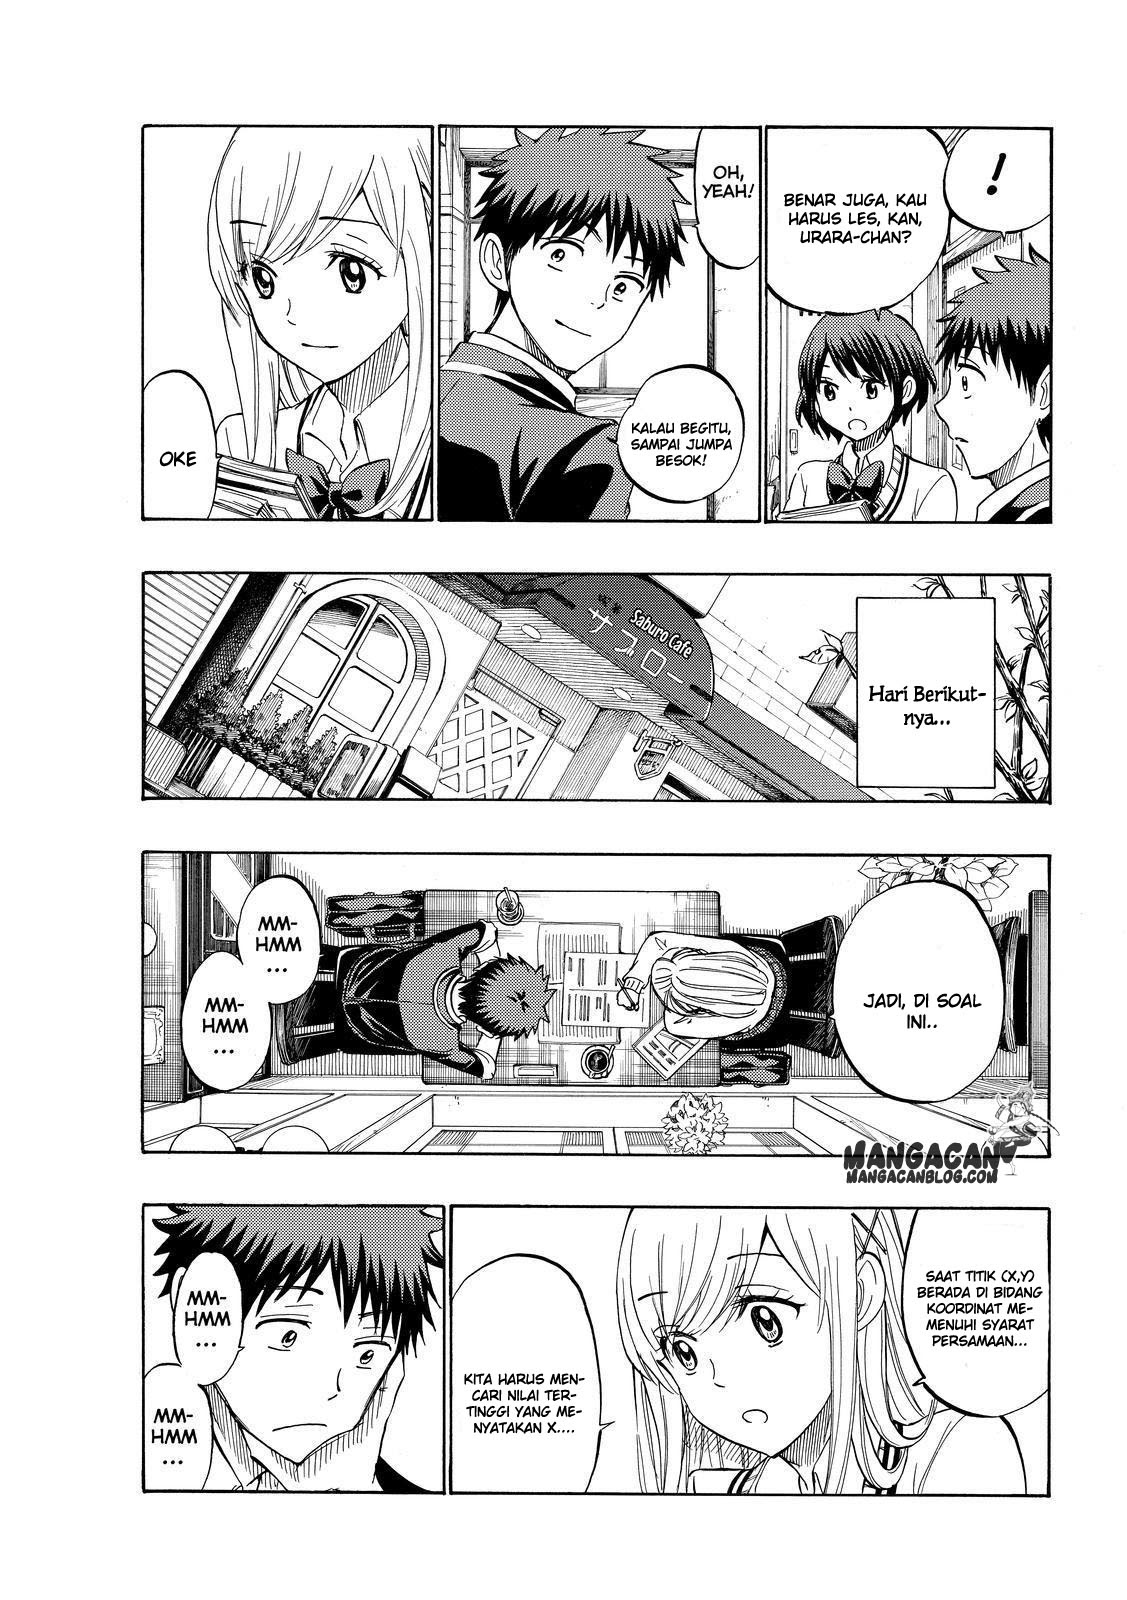 !
BENAR JUGA, KAU
HARUS LES, KAN,
URARA-CHAN?
OH,
YEAH!
KALAU BEGITU,
SAMPAI JUMPA
BESOK!
OKE
Hari Berikut-
nya...
Saburo Cafe
サブロー
JADI, DI SOAL
INI..
MM-
HMM
...
MM-
HMM
...
MANGACAN
MANGACANBLOG.COM
SAAT TITIK (X,Y)
BERADA DI BIDANG
KOORDINAT ME-
MENUHI SYARAT
PERSAMAAN...
KITA HARUS MEN-
CARI NILAI TER-
TINGGI YANG ME-
NYATAKAN X....
MM-
HMM
...
MM-
HMM
...